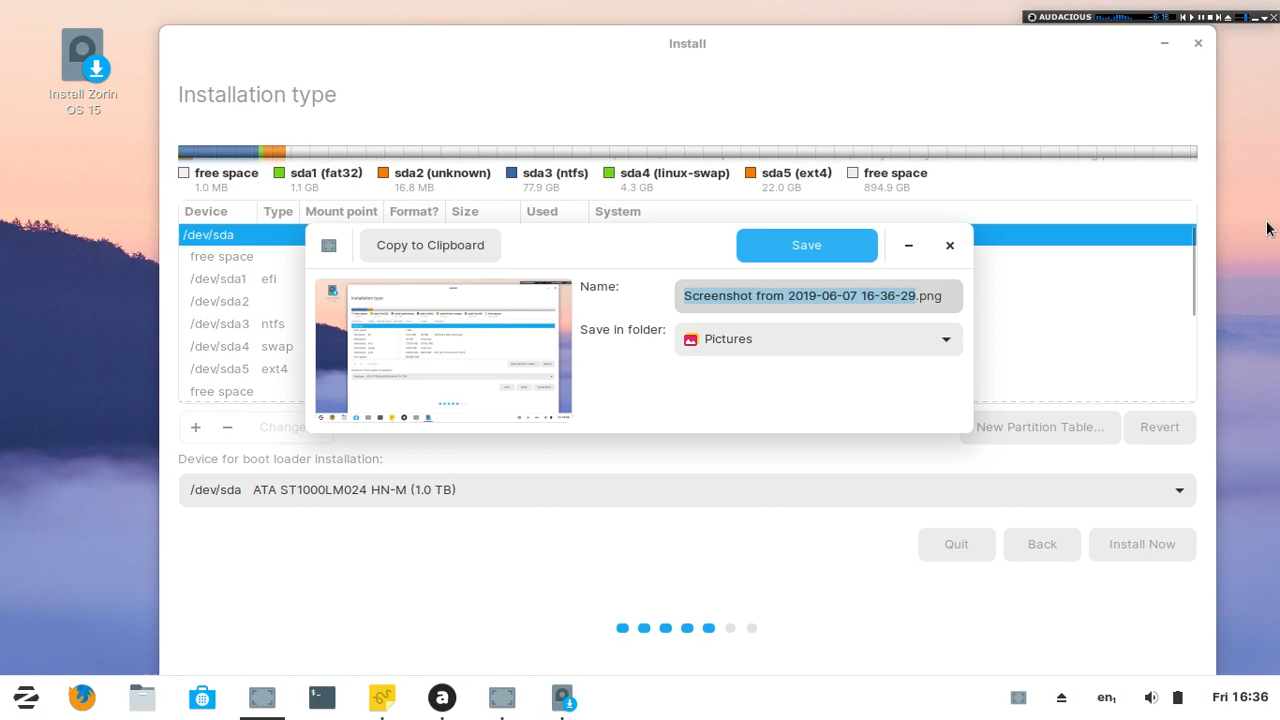 AUDACIOUS
Install
Install Zorin
OS 15
Installation type
free space sda1 (fat32) sda2 (unknown) sda3 (ntfs) sda4 (linux-swap) sda5 (ext4) free space
1.0 MB 1.1 GB 16.8 MB 77.9 GB 4.3 GB 22.0 GB 894.9 GB
Device Type Mount point Format? Size Used System
/dev/sda
free space
/dev/sda1 efi
/dev/sda2
/dev/sda3 ntfs
/dev/sda4 swap
/dev/sda5 ext4
free space
Copy to Clipboard Save
Name: Screenshot from 2019-06-07 16-36-29.png
Save in folder: Pictures
+ − Change New Partition Table... Revert
Device for boot loader installation:
/dev/sda ATA ST1000LM024 HN-M (1.0 TB)
Quit Back Install Now
en₁ Fri 16:36